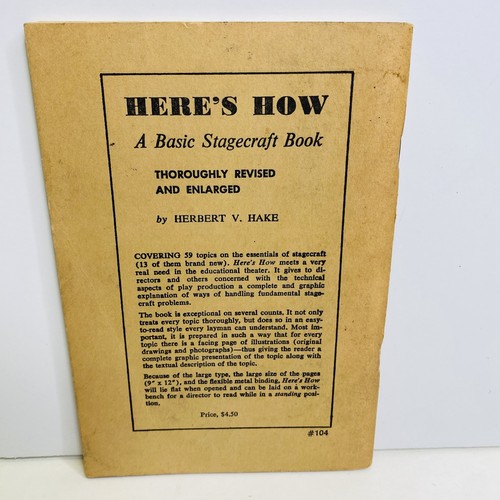 HERE'S HOW
A Basic Stagecraft Book
THOROUGHLY REVISED
AND ENLARGED
by HERBERT V. HAKE
COVERING 59 topics on the essentials of stagecraft
(13 of them brand new). Here's How meets a very
real need in the educational theater. It gives to di-
rectors and others concerned with the technical
aspects of play production a complete and graphic
explanation of ways of handling fundamental stage-
craft problems.
The book is exceptional on several counts. It not only
treats every topic thoroughly, but does so in an easy-
to-read style every layman can understand. Most im-
portant, it is prepared in such a way that for every
topic there is a facing page of illustrations (original
drawings and photographs)—thus giving the reader a
complete graphic presentation of the topic along with
the textual description of the topic.
Because of the large type, the large size of the pages
(9" x 12"), and the flexible metal binding, Here's How
will lie flat when opened and can be laid on a work-
bench for a director to read while in a standing posi-
tion.
Price, $4.50
#104